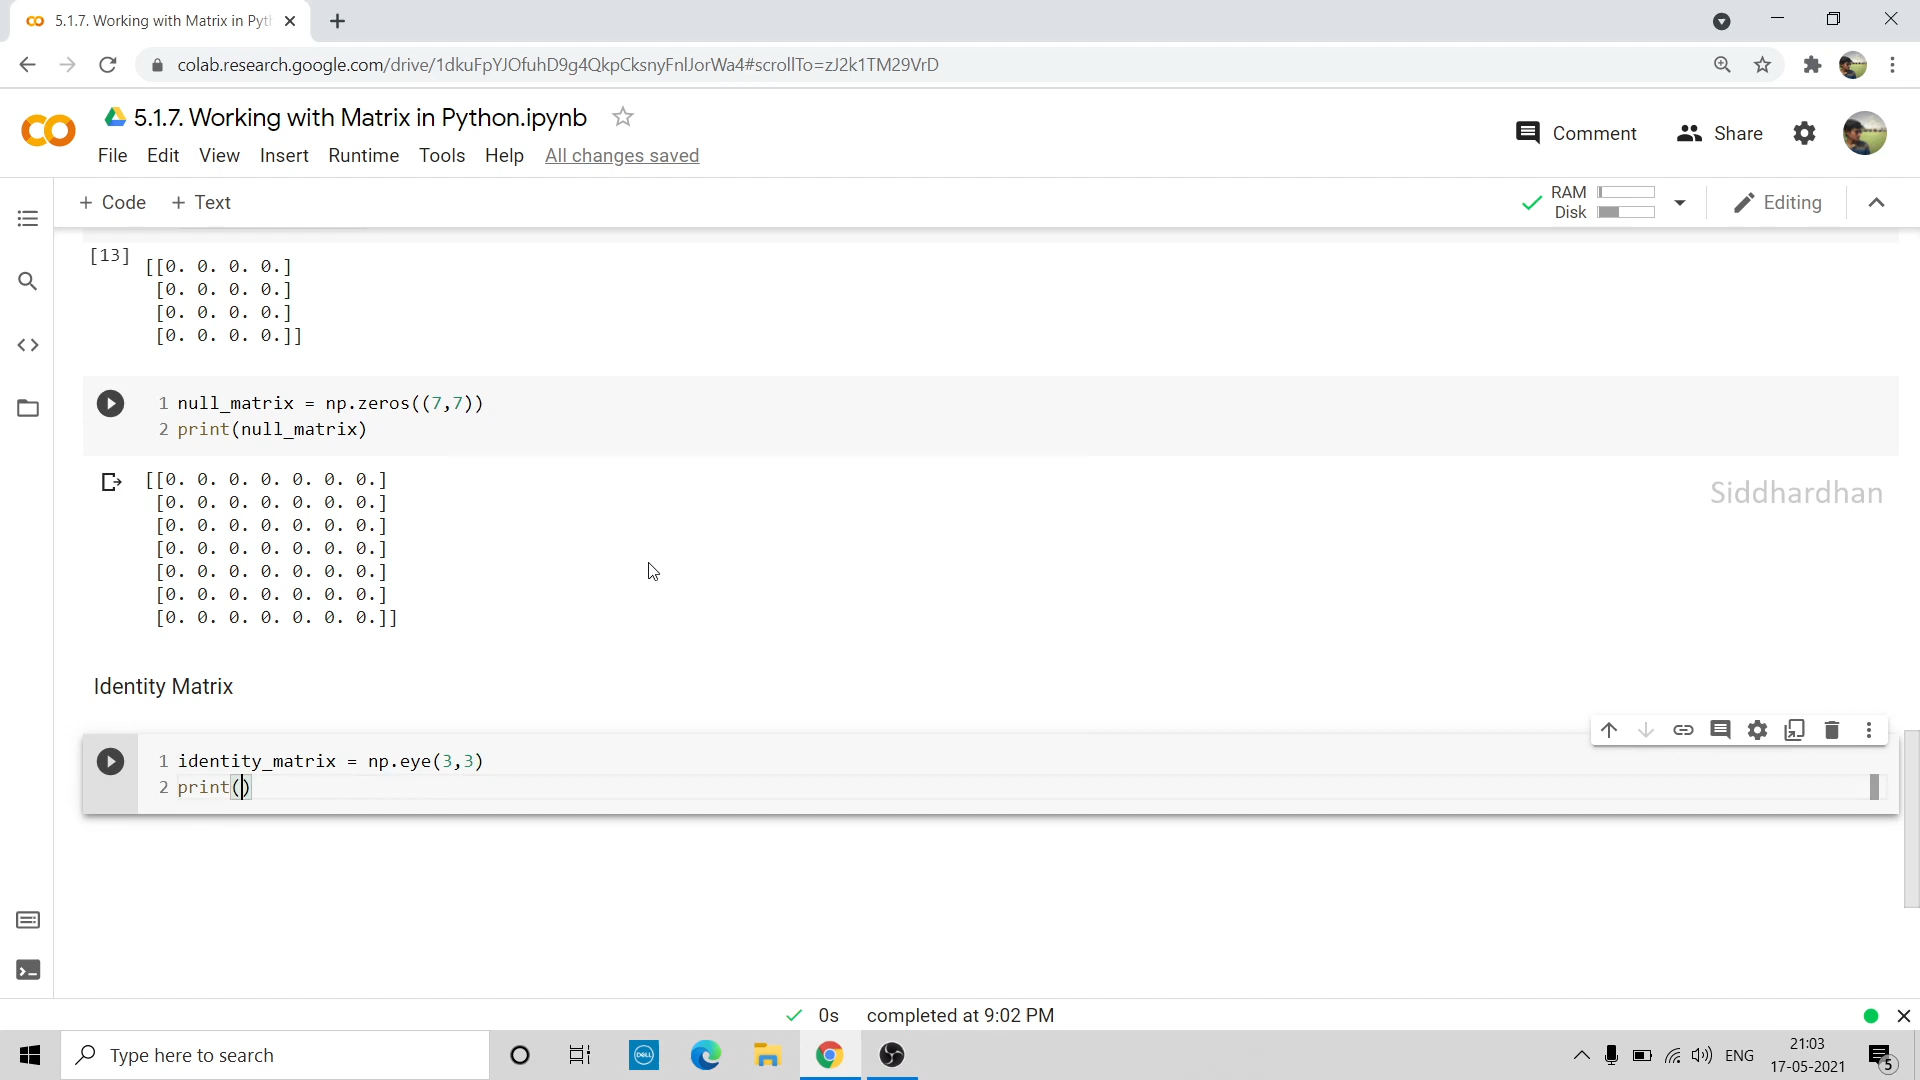 5.1.7. Working with Matrix in Pyt
colab.research.google.com/drive/1dkuFpYJOfuhD9g4QkpCksnyFnlJorWa4#scrollTo=zJ2k1TM29VrD
5.1.7. Working with Matrix in Python.ipynb
Comment
Share
File Edit View Insert Runtime Tools Help All changes saved
+ Code + Text
RAM
Disk
Editing
[13]
[[0. 0. 0. 0.]
[0. 0. 0. 0.]
[0. 0. 0. 0.]
[0. 0. 0. 0.]]
1 null_matrix = np.zeros((7,7))
2 print(null_matrix)
[[0. 0. 0. 0. 0. 0. 0.]
[0. 0. 0. 0. 0. 0. 0.]
[0. 0. 0. 0. 0. 0. 0.]
[0. 0. 0. 0. 0. 0. 0.]
[0. 0. 0. 0. 0. 0. 0.]
[0. 0. 0. 0. 0. 0. 0.]
[0. 0. 0. 0. 0. 0. 0.]]
Siddhardhan
Identity Matrix
1 identity_matrix = np.eye(3,3)
2 print()
0s completed at 9:02 PM
Type here to search
DELL
ENG
21:03
17-05-2021
5